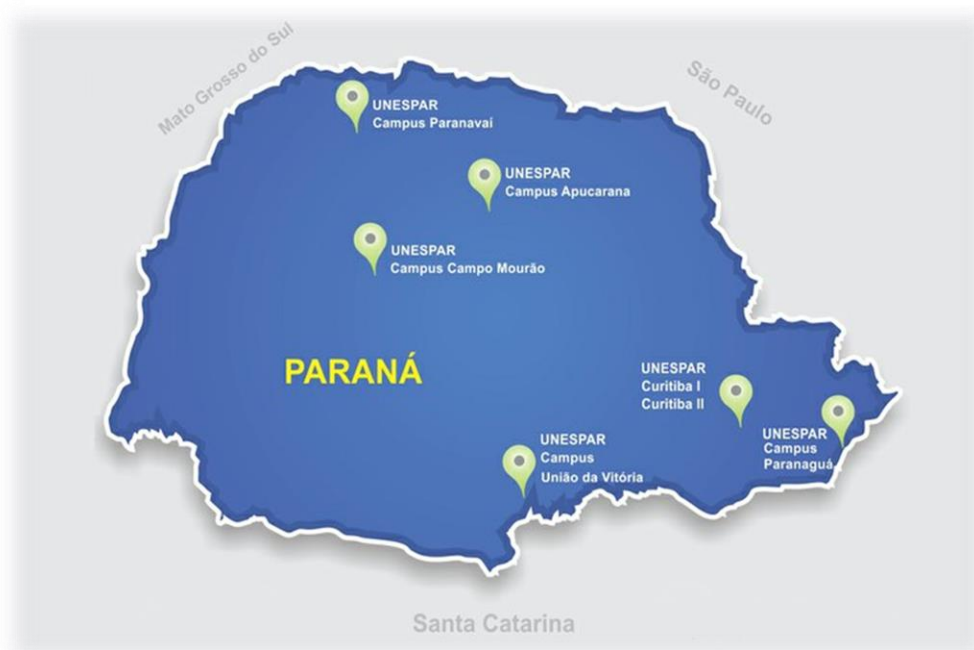 Mato Grosso do Sul
São Paulo
UNESPAR
Campus Paranavaí
UNESPAR
Campus Apucarana
UNESPAR
Campus Campo Mourão
PARANÁ
UNESPAR
Curitiba I
Curitiba II
UNESPAR
Campus
Paranaguá
UNESPAR
Campus
União da Vitória
Santa Catarina